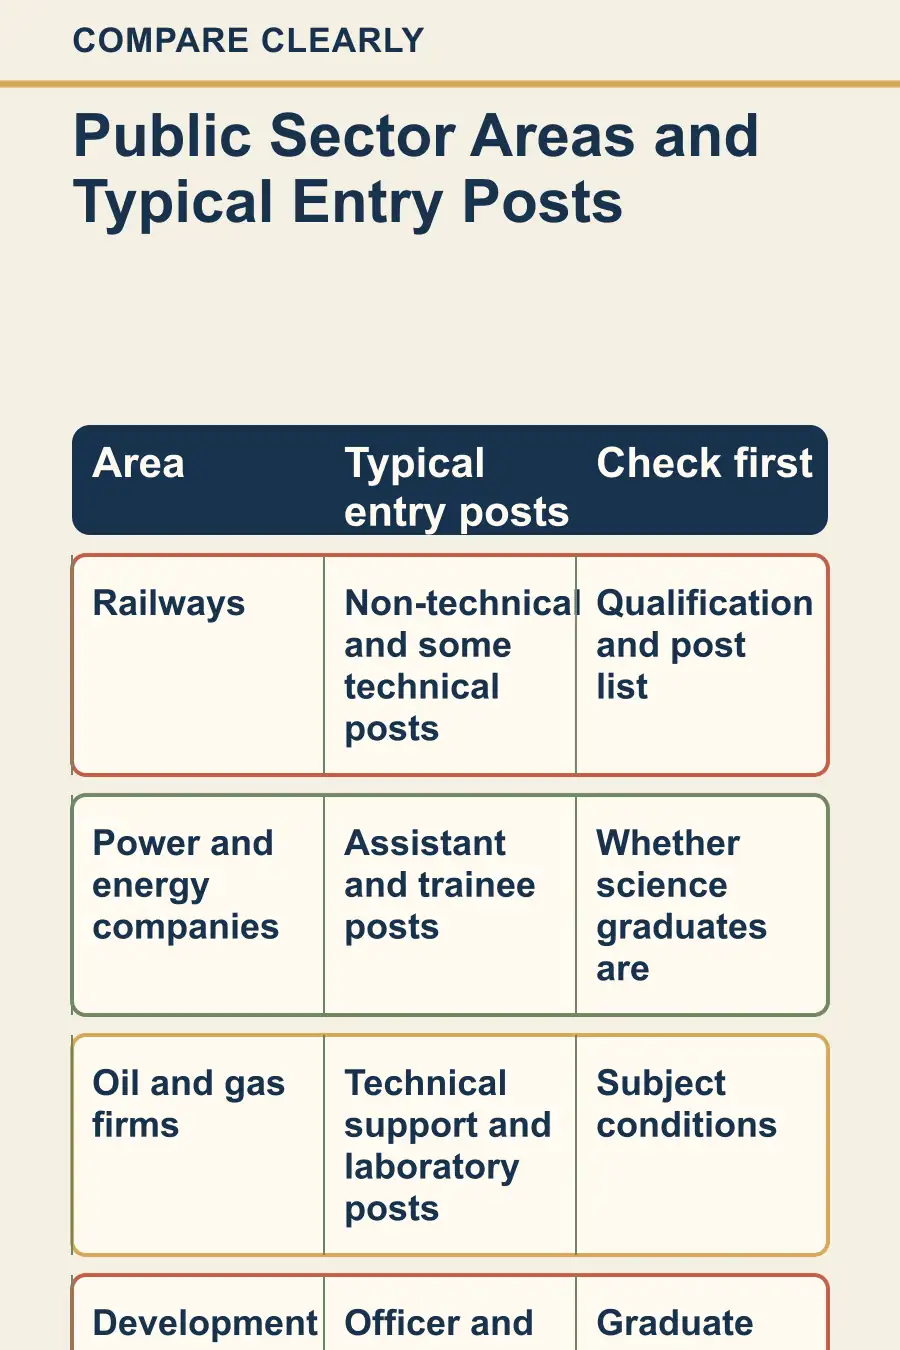 COMPARE CLEARLY
Public Sector Areas and
Typical Entry Posts
Area
Typical
entry posts
Check first
Railways
Non-technical
and some
technical
posts
Qualification
and post
list
Power and
energy
companies
Assistant
and trainee
posts
Whether
science
graduates
are
Oil and gas
firms
Technical
support and
laboratory
posts
Subject
conditions
Development
Officer and
Graduate